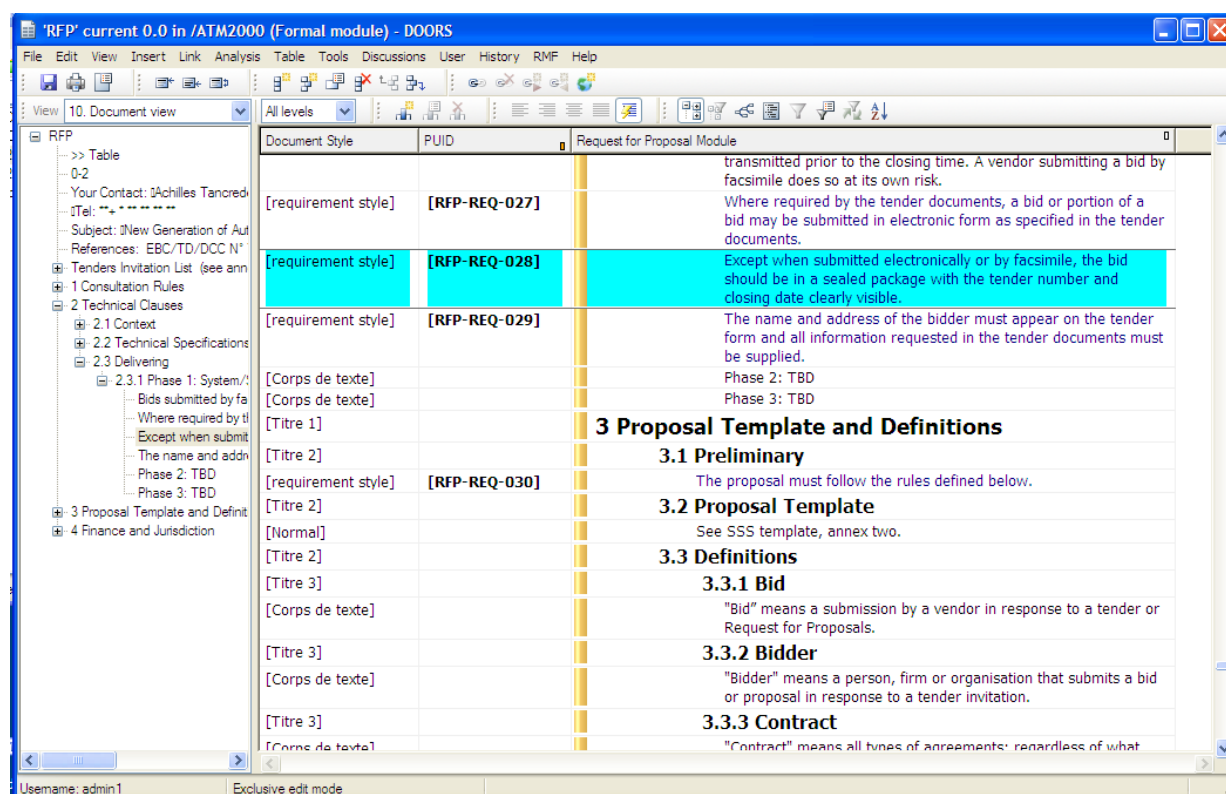 'RFP' current 0.0 in /ATM2000 (Formal module) - DOORS
File Edit View Insert Link Analysis Table Tools Discussions User History RMF Help
View 10. Document view All levels
RFP
>> Table
0-2
Your Contact: Achilles Tancred
Tel: **+ * ** ** ** **
Subject: New Generation of Aut
References: EBC/TD/DCC N°
Tenders Invitation List (see ann
1 Consultation Rules
2 Technical Clauses
2.1 Context
2.2 Technical Specifications
2.3 Delivering
2.3.1 Phase 1: System/
Bids submitted by fa
Where required by t
Except when submit
The name and addr
Phase 2: TBD
Phase 3: TBD
3 Proposal Template and Definit
4 Finance and Jurisdiction
Document Style PUID Request for Proposal Module
transmitted prior to the closing time. A vendor submitting a bid by
facsimile does so at its own risk.
[requirement style] [RFP-REQ-027] Where required by the tender documents, a bid or portion of a
bid may be submitted in electronic form as specified in the tender
documents.
[requirement style] [RFP-REQ-028] Except when submitted electronically or by facsimile, the bid
should be in a sealed package with the tender number and
closing date clearly visible.
[requirement style] [RFP-REQ-029] The name and address of the bidder must appear on the tender
form and all information requested in the tender documents must
be supplied.
[Corps de texte] Phase 2: TBD
[Corps de texte] Phase 3: TBD
[Titre 1] 3 Proposal Template and Definitions
[Titre 2] 3.1 Preliminary
[requirement style] [RFP-REQ-030] The proposal must follow the rules defined below.
[Titre 2] 3.2 Proposal Template
[Normal] See SSS template, annex two.
[Titre 2] 3.3 Definitions
[Titre 3] 3.3.1 Bid
[Corps de texte] "Bid” means a submission by a vendor in response to a tender or
Request for Proposals.
[Titre 3] 3.3.2 Bidder
[Corps de texte] "Bidder" means a person, firm or organisation that submits a bid
or proposal in response to a tender invitation.
[Titre 3] 3.3.3 Contract
[Corps de texte] "Contract" means all types of agreements: regardless of what
Username: admin1 Exclusive edit mode